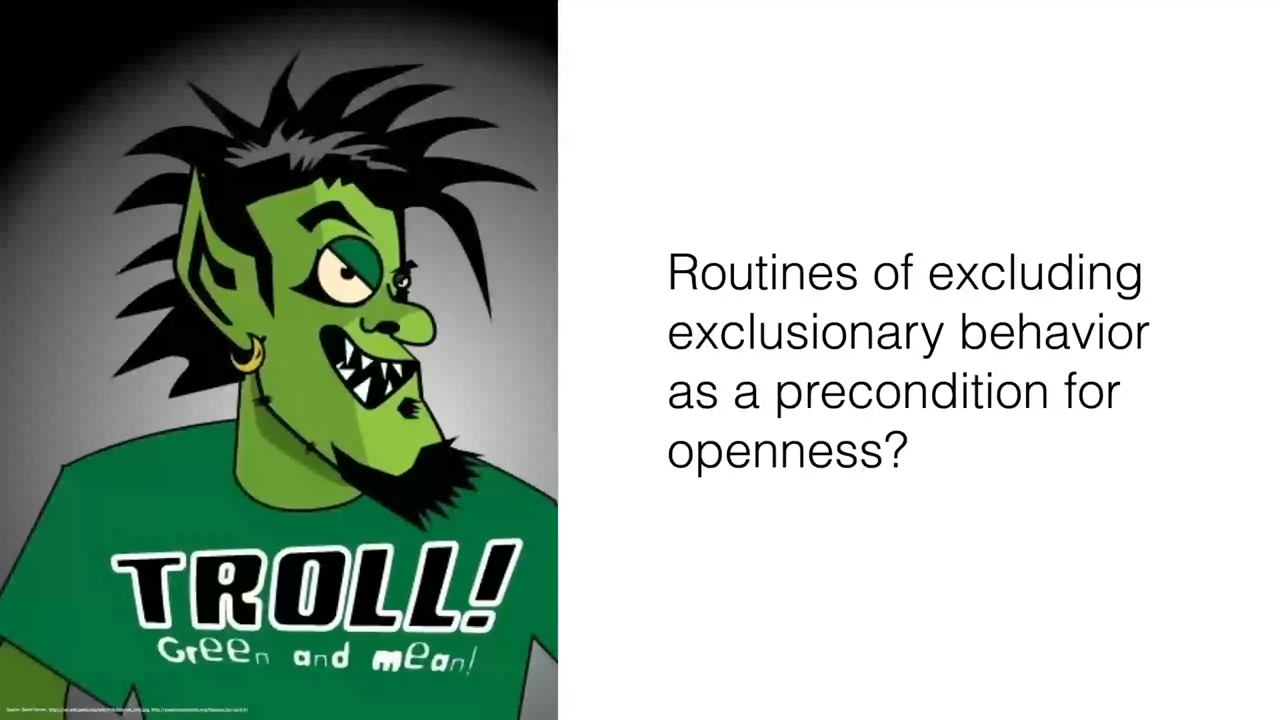 TROLL!
Green and mean!
Routines of excluding
exclusionary behavior
as a precondition for
openness?